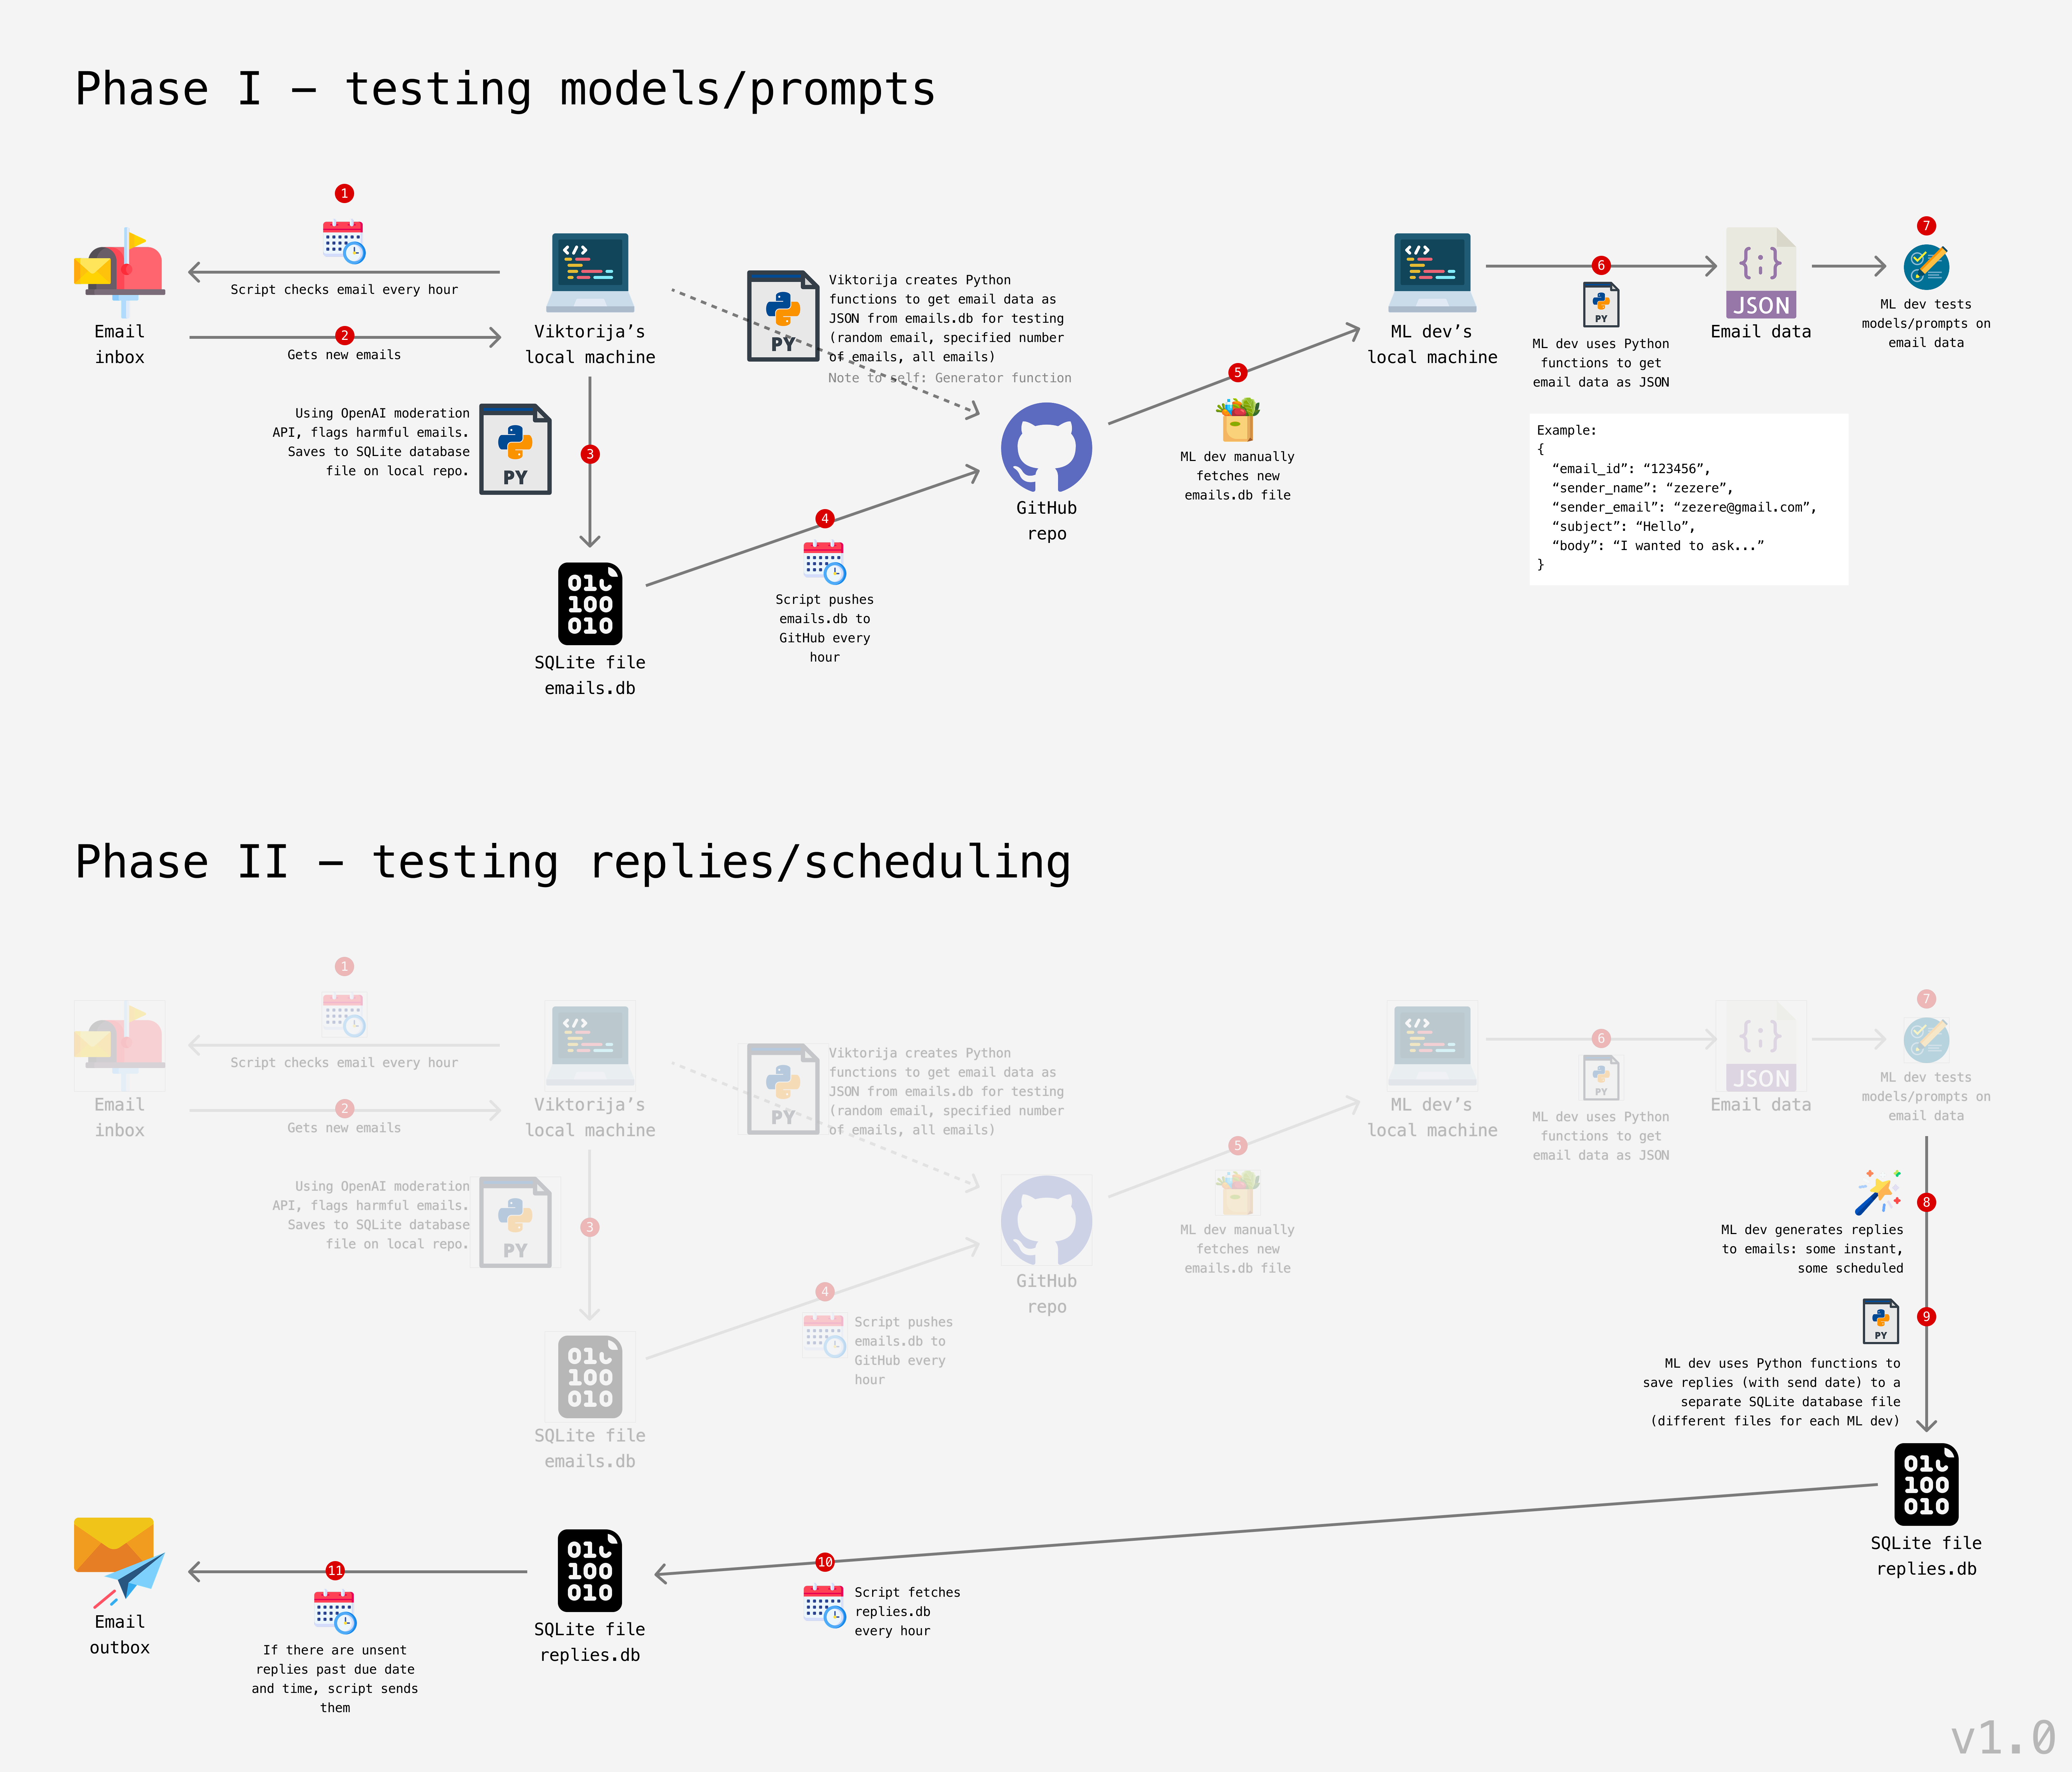 Phase I – testing models/prompts
1
Script checks email every hour
2
Gets new emails
Email
inbox
Viktorija’s
local machine
Using OpenAI moderation
API, flags harmful emails.
Saves to SQLite database
file on local repo.
PY
3
SQLite file
emails.db
PY
Viktorija creates Python
functions to get email data as
JSON from emails.db for testing
(random email, specified number
of emails, all emails)
Note to self: Generator function
4
Script pushes
emails.db to
GitHub every
hour
GitHub
repo
5
ML dev manually
fetches new
emails.db file
ML dev’s
local machine
6
PY
ML dev uses Python
functions to get
email data as JSON
JSON
Email data
7
ML dev tests
models/prompts on
email data
Example:
{
“email_id”: “123456”,
“sender_name”: “zezere”,
“sender_email”: “zezere@gmail.com”,
“subject”: “Hello”,
“body”: “I wanted to ask...”
}
01
100
010
Phase II – testing replies/scheduling
1
Script checks email every hour
2
Gets new emails
Email
inbox
Viktorija’s
local machine
Using OpenAI moderation
API, flags harmful emails.
Saves to SQLite database
file on local repo.
PY
3
01
100
010
SQLite file
emails.db
PY
Viktorija creates Python
functions to get email data as
JSON from emails.db for testing
(random email, specified number
of emails, all emails)
4
Script pushes
emails.db to
GitHub every
hour
GitHub
repo
5
ML dev manually
fetches new
emails.db file
ML dev’s
local machine
6
PY
ML dev uses Python
functions to get
email data as JSON
JSON
Email data
7
ML dev tests
models/prompts on
email data
8
ML dev generates replies
to emails: some instant,
some scheduled
9
PY
ML dev uses Python functions to
save replies (with send date) to a
separate SQLite database file
(different files for each ML dev)
01
100
010
SQLite file
replies.db
10
Script fetches
replies.db
every hour
01
100
010
SQLite file
replies.db
11
If there are unsent
replies past due date
and time, script sends
them
Email
outbox
v1.0